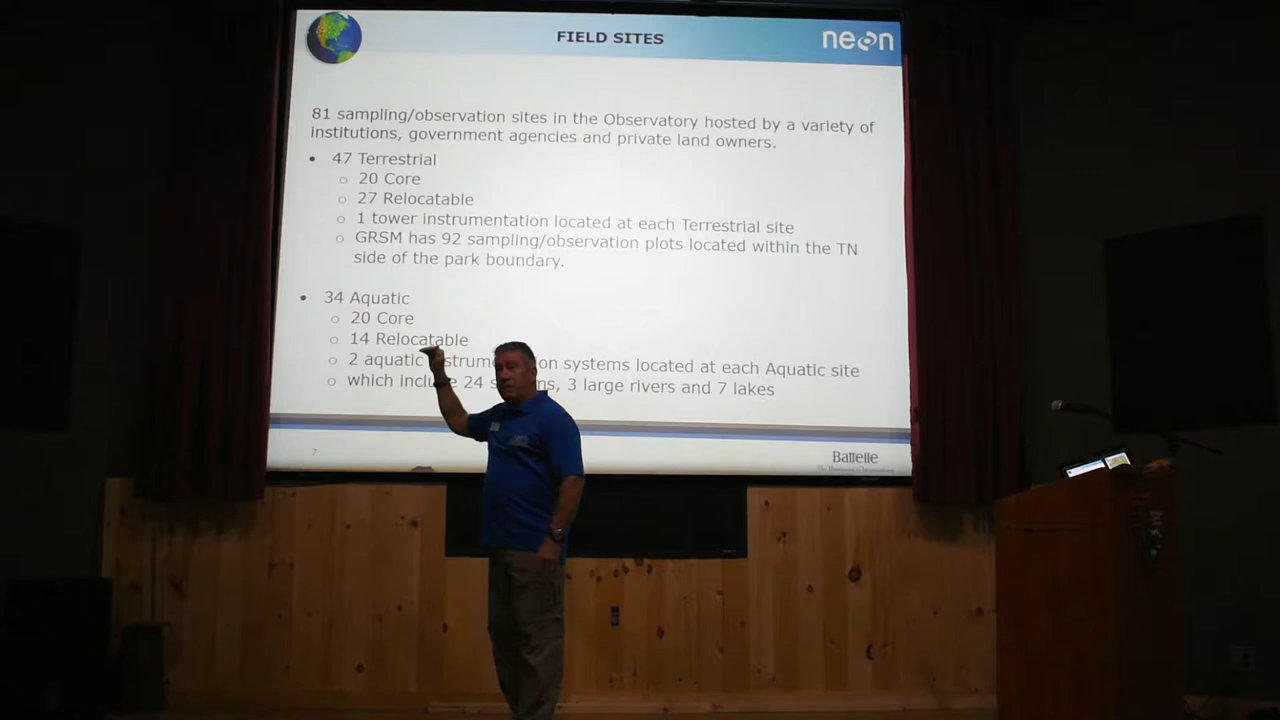 FIELD SITES
neon
81 sampling/observation sites in the Observatory hosted by a variety of
institutions, government agencies and private land owners.
• 47 Terrestrial
o 20 Core
o 27 Relocatable
o 1 tower instrumentation located at each Terrestrial site
o GRSM has 92 sampling/observation plots located within the TN
side of the park boundary.
• 34 Aquatic
o 20 Core
o 14 Relocatable
o 2 aquatic on systems located at each Aquatic site
o which 24 3 large rivers and 7 lakes
7
Battelle